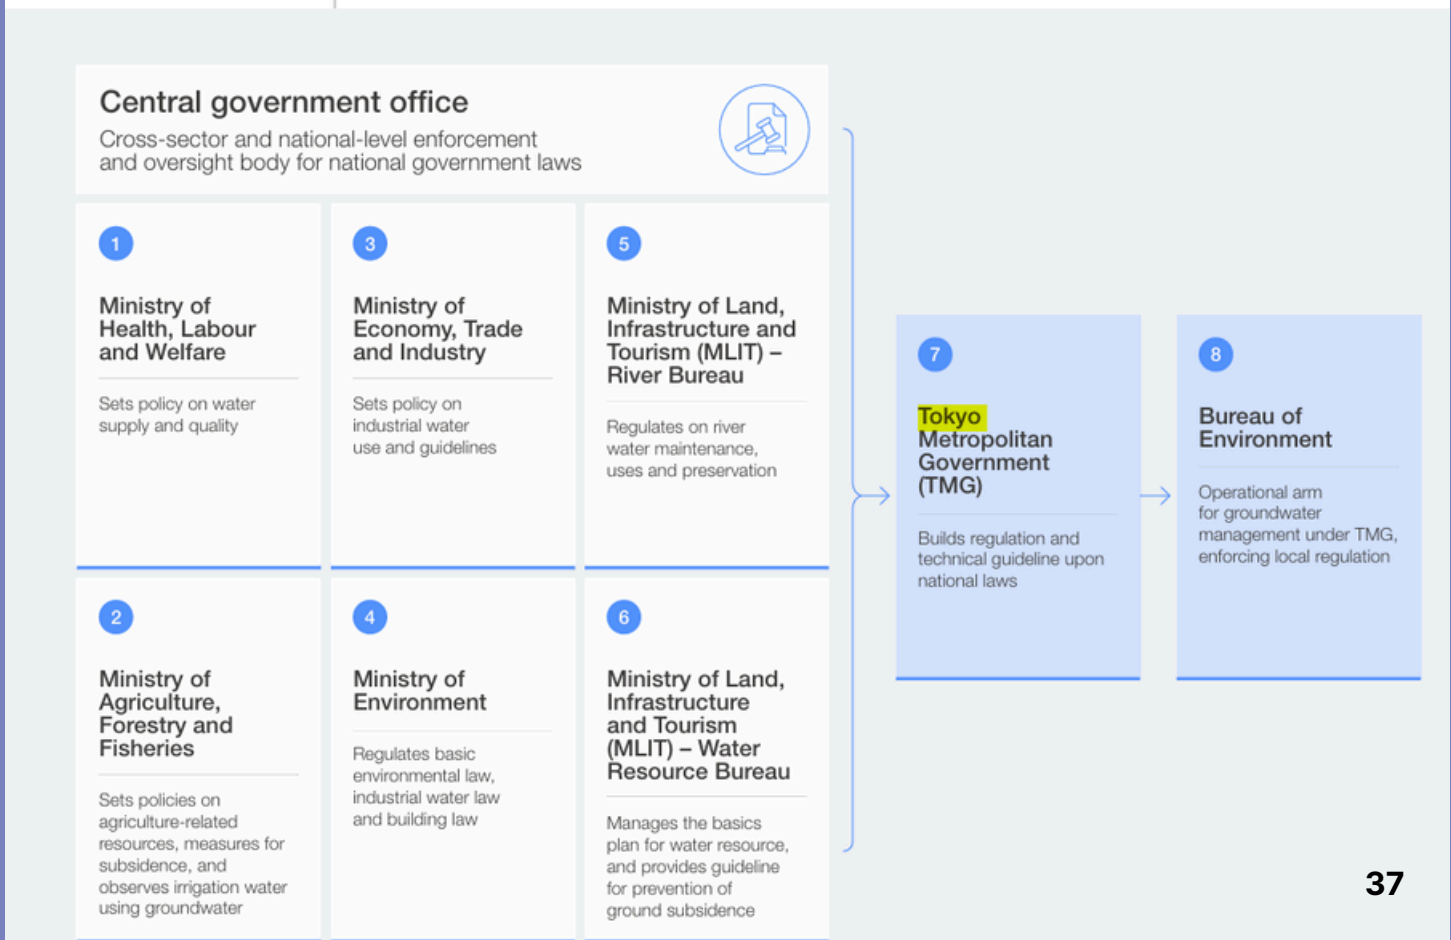 Central government office
Cross-sector and national-level enforcement
and oversight body for national government laws
1
Ministry of
Health, Labour
and Welfare
Sets policy on water
supply and quality
3
Ministry of
Economy, Trade
and Industry
Sets policy on
industrial water
use and guidelines
5
Ministry of Land,
Infrastructure and
Tourism (MLIT) –
River Bureau
Regulates on river
water maintenance,
uses and preservation
2
Ministry of
Agriculture,
Forestry and
Fisheries
Sets policies on
agriculture-related
resources, measures for
subsidence, and
observes irrigation water
using groundwater
4
Ministry of
Environment
Regulates basic
environmental law,
industrial water law
and building law
6
Ministry of Land,
Infrastructure
and Tourism
(MLIT) – Water
Resource Bureau
Manages the basics
plan for water resource,
and provides guideline
for prevention of
ground subsidence
7
Tokyo
Metropolitan
Government
(TMG)
Builds regulation and
technical guideline upon
national laws
8
Bureau of
Environment
Operational arm
for groundwater
management under TMG,
enforcing local regulation
37